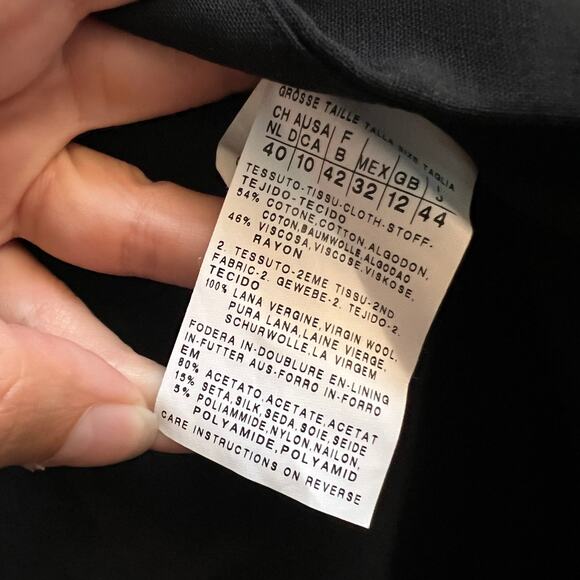 GRÖSSE TAILLE TALLA SIZE TAGLIA
CH AUSA F
NL D CA B MEX GB I
40 10 42 32 12 44
TESSUTO-TISSU-CLOTH-STOFF-
TEJIDO-TECIDO
54% COTONE,COTTON,ALGODON,
COTON,BAUMWOLLE,ALGODAO
46% VISCOSA,VISCOSE,VISKOSE,
RAYON
2. TESSUTO-2EME TISSU-2ND
FABRIC-2. GEWEBE-2. TEJIDO-2.
TECIDO
100% LANA VERGINE,VIRGIN WOOL,
PURA LANA,LAINE VIERGE,
SCHURWOLLE,LA VIRGEM
FODERA IN-DOUBLURE EN-LINING
IN-FUTTER AUS-FORRO IN-FORRO
EM
80% ACETATO,ACETATE,ACETAT
15% SETA,SILK,SEDA,SOIE,SEIDE
5% POLIAMMIDE,NYLON,NAILON,
POLYAMIDE,POLYAMID
CARE INSTRUCTIONS ON REVERSE